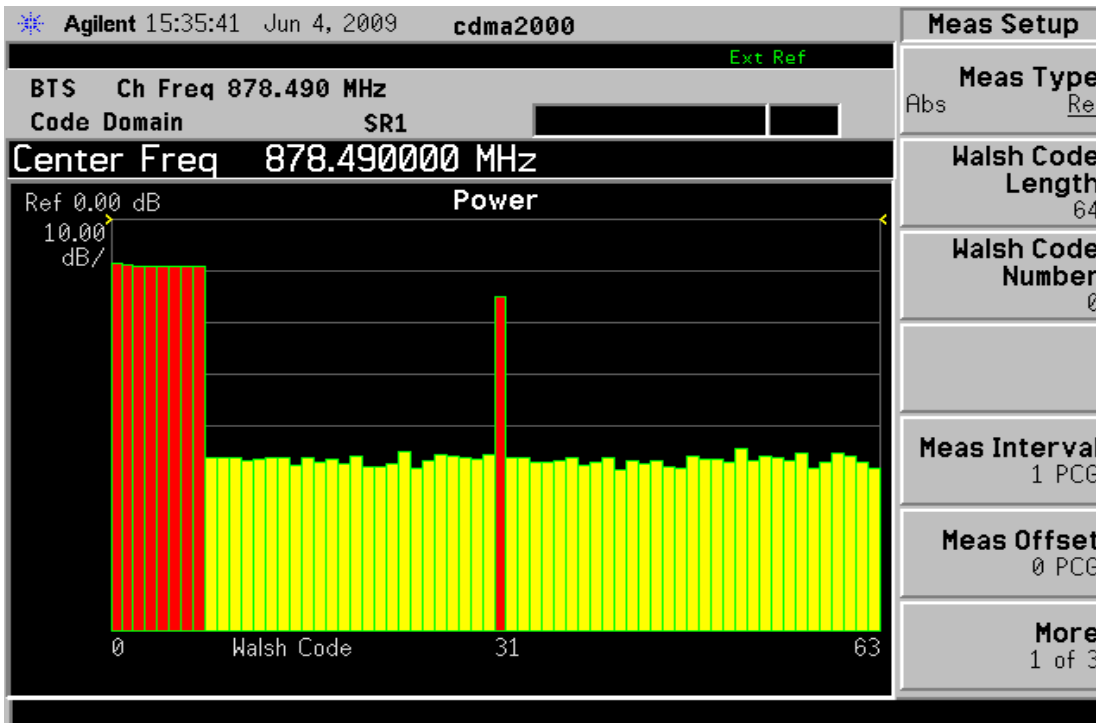 Agilent 15:35:41 Jun 4, 2009 cdma2000
Ext Ref
BTS Ch Freq 878.490 MHz
Code Domain SR1
Center Freq 878.490000 MHz
Ref 0.00 dB Power
10.00
dB/
0 Walsh Code 31 63
Meas Setup
Meas Type
Abs Re
Walsh Code
Length
64
Walsh Code
Number
0
Meas Interval
1 PCG
Meas Offset
0 PCG
More
1 of 3